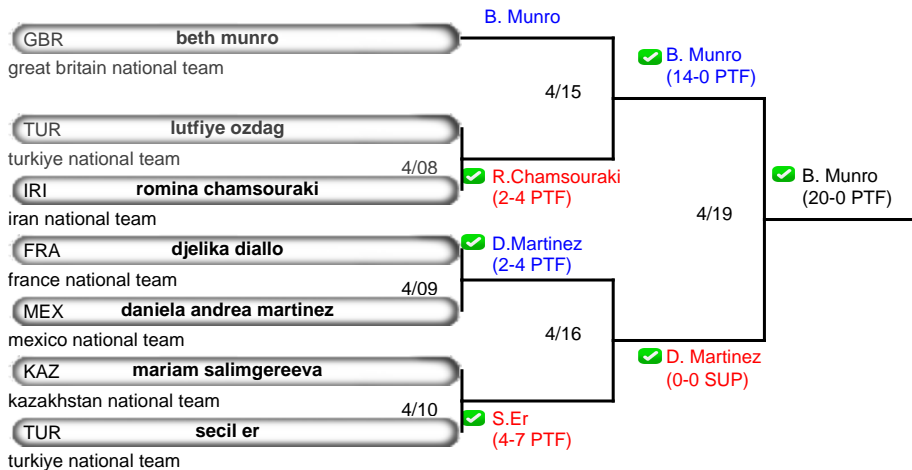 GBR beth munro
great britain national team
TUR lutfiye ozdag
turkiye national team
IRI romina chamsouraki
iran national team
FRA djelika diallo
france national team
MEX daniela andrea martinez
mexico national team
KAZ mariam salimgereeva
kazakhstan national team
TUR secil er
turkiye national team
4/08
4/09
4/10
B. Munro
R.Chamsouraki
(2-4 PTF)
D.Martinez
(2-4 PTF)
S.Er
(4-7 PTF)
4/15
4/16
B. Munro
(14-0 PTF)
D. Martinez
(0-0 SUP)
4/19
B. Munro
(20-0 PTF)